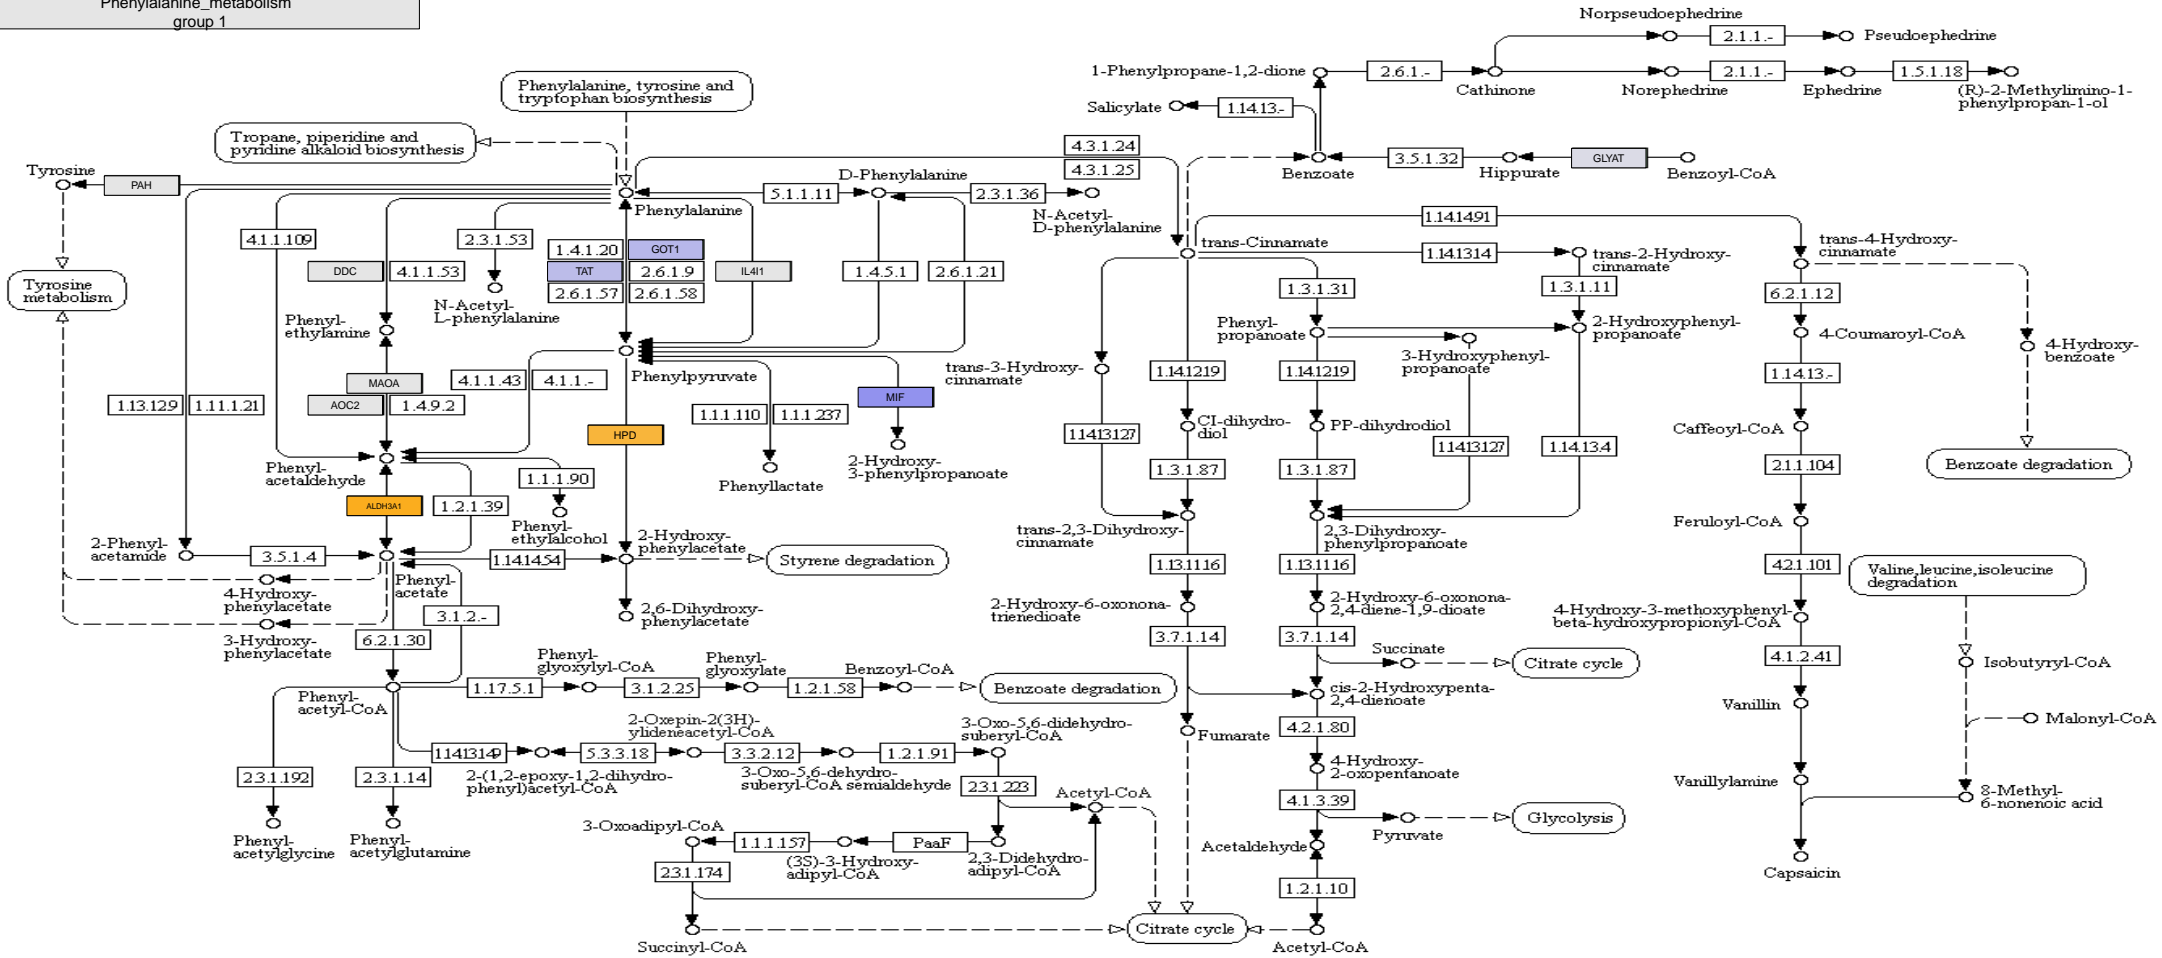 Phenylalanine_metabolism
group 1
Norpseudoephedrine
2.1.1.-
Pseudoephedrine
1-Phenylpropane-1,2-dione
2.6.1.-
Cathinone
2.1.1.-
1.5.1.18
Norephedrine
Ephedrine
(R)-2-Methylimino-1-
phenylpropan-1-ol
Phenylalanine, tyrosine and
tryptophan biosynthesis
Salicylate
1.14.13.-
Tropane, piperidine and
pyridine alkaloid biosynthesis
4.3.1.24
4.3.1.25
Benzoate
3.5.1.32
Hippurate
GLYAT
Benzoyl-CoA
Tyrosine
PAH
Phenylalanine
5.1.1.11
D-Phenylalanine
2.3.1.36
N-Acetyl-
D-phenylalanine
4.1.1.109
2.3.1.53
1.4.1.20
GOT1
DDC
4.1.1.53
TAT
2.6.1.9
IL4I1
1.4.5.1
2.6.1.21
2.6.1.57
2.6.1.58
N-Acetyl-
L-phenylalanine
Tyrosine
metabolism
trans-Cinnamate
1.14.14.91
1.14.13.14
trans-2-Hydroxy-
cinnamate
trans-4-Hydroxy-
cinnamate
1.3.1.31
1.3.1.11
6.2.1.12
Phenyl-
ethylamine
Phenyl-
propanoate
2-Hydroxyphenyl-
propanoate
4-Coumaroyl-CoA
4-Hydroxy-
benzoate
3-Hydroxyphenyl-
propanoate
trans-3-Hydroxy-
cinnamate
Phenylpyruvate
MAOA
4.1.1.43
4.1.1.-
1.14.12.19
1.14.12.19
1.14.13.-
1.13.12.9
1.11.1.21
AOC2
1.4.9.2
1.1.1.110
1.1.1.237
MIF
HPD
CI-dihydro-
diol
PP-dihydrodiol
Caffeoyl-CoA
1.14.13.127
1.14.13.127
1.14.13.4
2-Hydroxy-
3-phenylpropanoate
Phenyllactate
Phenyl-
acetaldehyde
1.1.1.90
1.3.1.87
1.3.1.87
2.1.1.104
Benzoate degradation
ALDH3A1
1.2.1.39
Phenyl-
ethylalcohol
trans-2,3-Dihydroxy-
cinnamate
2,3-Dihydroxy-
phenylpropanoate
Feruloyl-CoA
2-Phenyl-
acetamide
3.5.1.4
1.14.14.54
2-Hydroxy-
phenylacetate
Styrene degradation
1.13.11.16
1.13.11.16
4.2.1.101
Valine,leucine,isoleucine
degradation
4-Hydroxy-
phenylacetate
Phenyl-
acetate
3.1.2.-
2,6-Dihydroxy-
phenylacetate
2-Hydroxy-6-oxonona-
trienedioate
2-Hydroxy-6-oxonona-
2,4-diene-1,9-dioate
4-Hydroxy-3-methoxyphenyl-
beta-hydroxypropionyl-CoA
3-Hydroxy-
phenylacetate
6.2.1.30
3.7.1.14
3.7.1.14
Succinate
Citrate cycle
4.1.2.41
Isobutyryl-CoA
Phenyl-
acetyl-CoA
1.17.5.1
Phenyl-
glyoxylyl-CoA
3.1.2.25
Phenyl-
glyoxylate
1.2.1.58
Benzoyl-CoA
Benzoate degradation
cis-2-Hydroxypenta-
2,4-dienoate
Vanillin
Malonyl-CoA
2-Oxepin-2(3H)-
ylideneacetyl-CoA
3-Oxo-5,6-didehydro-
suberyl-CoA
Fumarate
4.2.1.80
1.14.13.149
5.3.3.18
3.3.2.12
1.2.1.91
2-(1,2-epoxy-1,2-dihydro-
phenyl)acetyl-CoA
3-Oxo-5,6-dehydro-
suberyl-CoA semialdehyde
2.3.1.192
2.3.1.14
2.3.1.223
4-Hydroxy-
2-oxopentanoate
Vanillylamine
8-Methyl-
6-nonenoic acid
Acetyl-CoA
4.1.3.39
Pyruvate
Glycolysis
Phenyl-
acetylglycine
Phenyl-
acetylglutamine
3-Oxoadipyl-CoA
1.1.1.157
PaaF
(3S)-3-Hydroxy-
adipyl-CoA
2,3-Didehydro-
adipyl-CoA
Acetaldehyde
Capsaicin
2.3.1.174
1.2.1.10
Succinyl-CoA
Citrate cycle
Acetyl-CoA